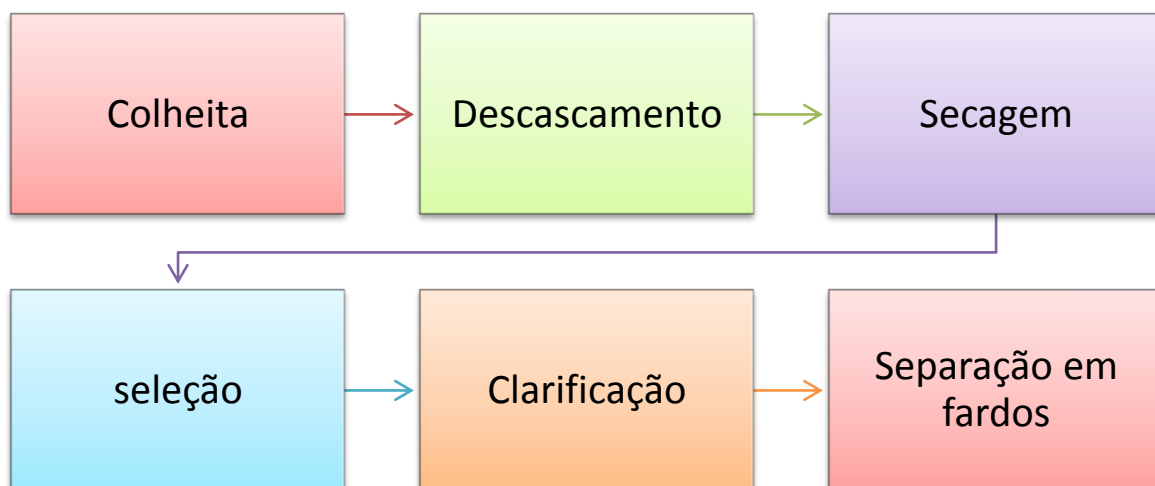 Colheita
Descascamento
Secagem
seleção
Clarificação
Separação em
fardos